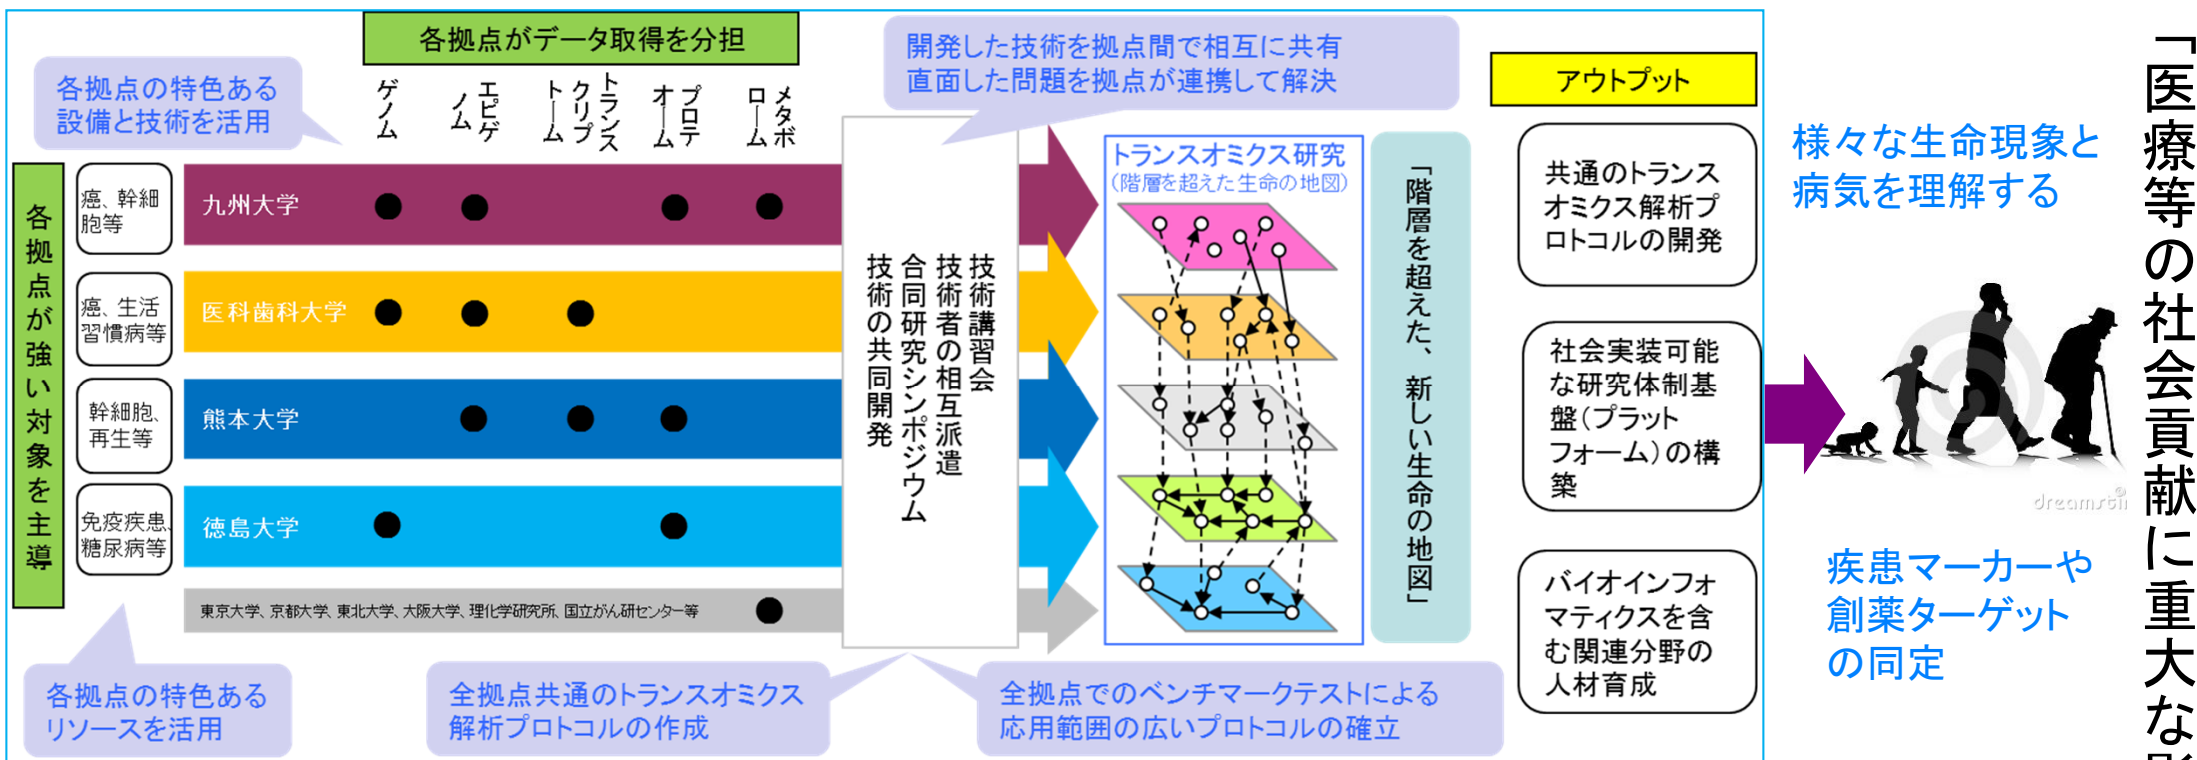 各拠点がデータ取得を分担
開発した技術を拠点間で相互に共有
直面した問題を拠点が連携して解決
アウトプット
各拠点の特色ある
設備と技術を活用
ゲノム
エピゲ
ノム
トランス
クリプ
トーム
プロテ
オーム
メタボ
ローム
各拠点が強い対象を主導
癌、幹細
胞等
九州大学
癌、生活
習慣病等
医科歯科大学
幹細胞、
再生等
熊本大学
免疫疾患、
糖尿病等
徳島大学
東京大学、京都大学、東北大学、大阪大学、理化学研究所、国立がん研センター等
技術講習会
技術者の相互派遣
合同研究シンポジウム
技術の共同開発
トランスオミクス研究
(階層を超えた生命の地図)
「階層を超えた、新しい生命の地図」
共通のトランス
オミクス解析プ
ロトコルの開発
社会実装可能
な研究体制基
盤(プラット
フォーム)の構
築
バイオインフォ
マティクスを含
む関連分野の
人材育成
各拠点の特色ある
リソースを活用
全拠点共通のトランスオミクス
解析プロトコルの作成
全拠点でのベンチマークテストによる
応用範囲の広いプロトコルの確立
様々な生命現象と
病気を理解する
疾患マーカーや
創薬ターゲット
の同定
「医療等の社会貢献に重大な